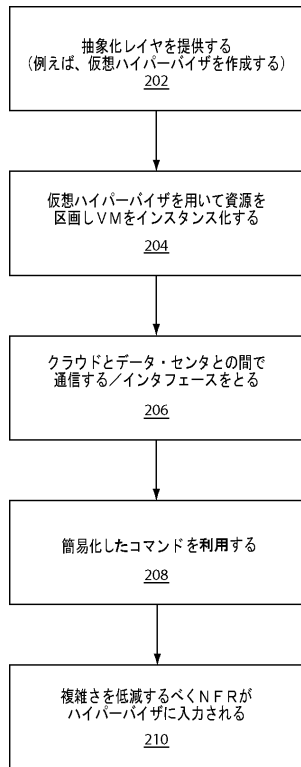 抽象化レイヤを提供する
(例えば、仮想ハイパーバイザを作成する)
202
仮想ハイパーバイザを用いて資源を
区画しVMをインスタンス化する
204
クラウドとデータ・センタとの間で
通信する/インタフェースをとる
206
簡易化したコマンドを利用する
208
複雑さを低減するべくNFRが
ハイパーバイザに入力される
210